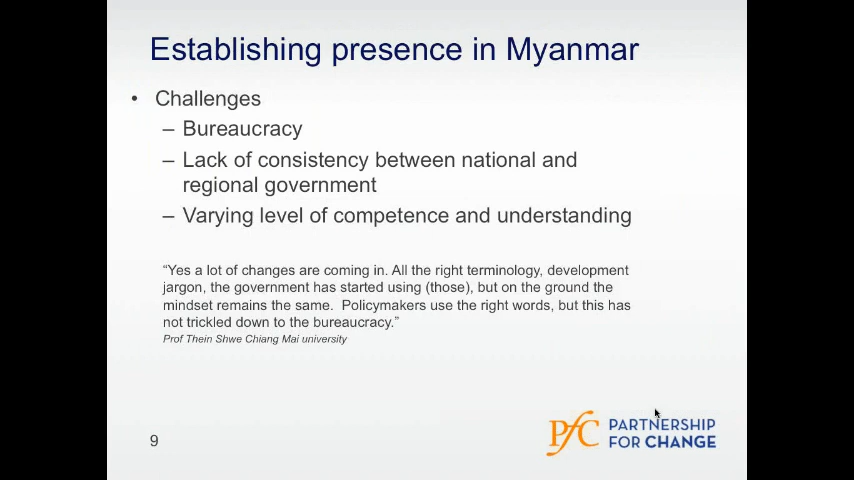 Establishing presence in Myanmar
• Challenges
– Bureaucracy
– Lack of consistency between national and
regional government
– Varying level of competence and understanding
“Yes a lot of changes are coming in. All the right terminology, development
jargon, the government has started using (those), but on the ground the
mindset remains the same.  Policymakers use the right words, but this has
not trickled down to the bureaucracy.”
Prof Thein Shwe Chiang Mai university
9
PfC PARTNERSHIP
FOR CHANGE